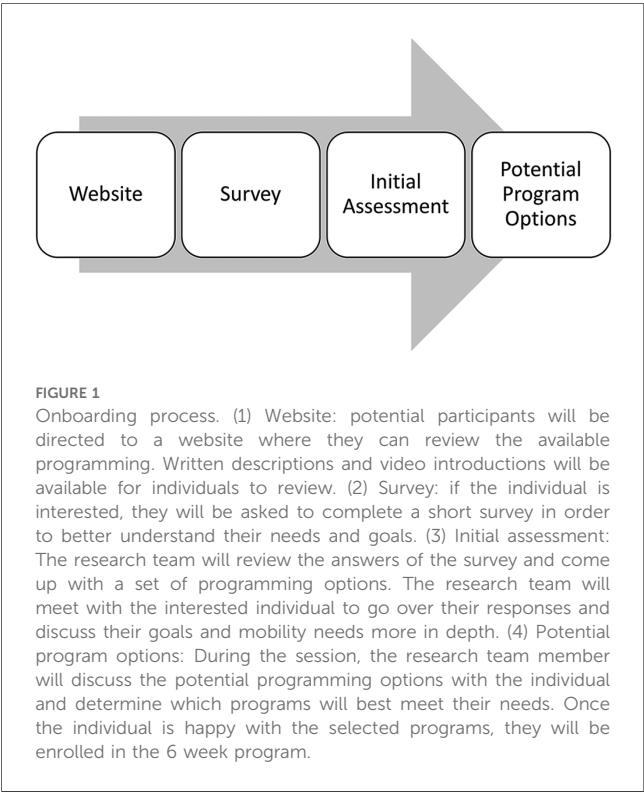 Website
Survey
Initial
Assessment
Potential
Program
Options
FIGURE 1
Onboarding process. (1) Website: potential participants will be
directed to a website where they can review the available
programming. Written descriptions and video introductions will be
available for individuals to review. (2) Survey: if the individual is
interested, they will be asked to complete a short survey in order
to better understand their needs and goals. (3) Initial assessment:
The research team will review the answers of the survey and come
up with a set of programming options. The research team will
meet with the interested individual to go over their responses and
discuss their goals and mobility needs more in depth. (4) Potential
program options: During the session, the research team member
will discuss the potential programming options with the individual
and determine which programs will best meet their needs. Once
the individual is happy with the selected programs, they will be
enrolled in the 6 week program.